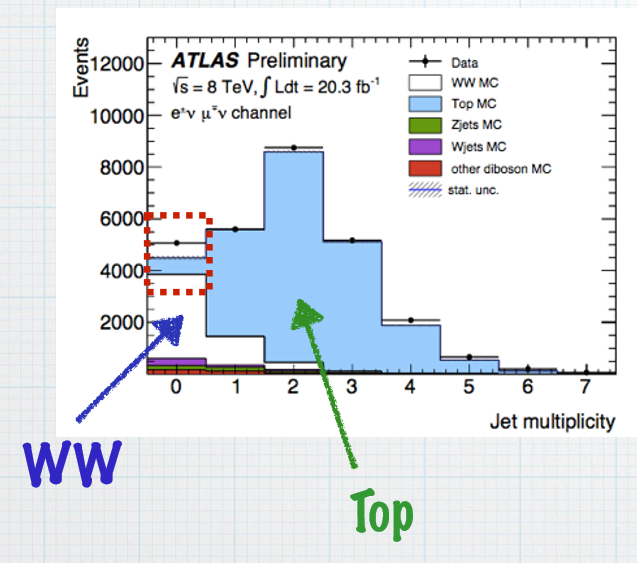 Events
12000
10000
8000
6000
4000
2000
ATLAS Preliminary
√s = 8 TeV, ∫ Ldt = 20.3 fb⁻¹
e±ν μ∓ν channel
Data
WW MC
Top MC
Zjets MC
Wjets MC
other diboson MC
stat. unc.
0 1 2 3 4 5 6 7
Jet multiplicity
WW
Top